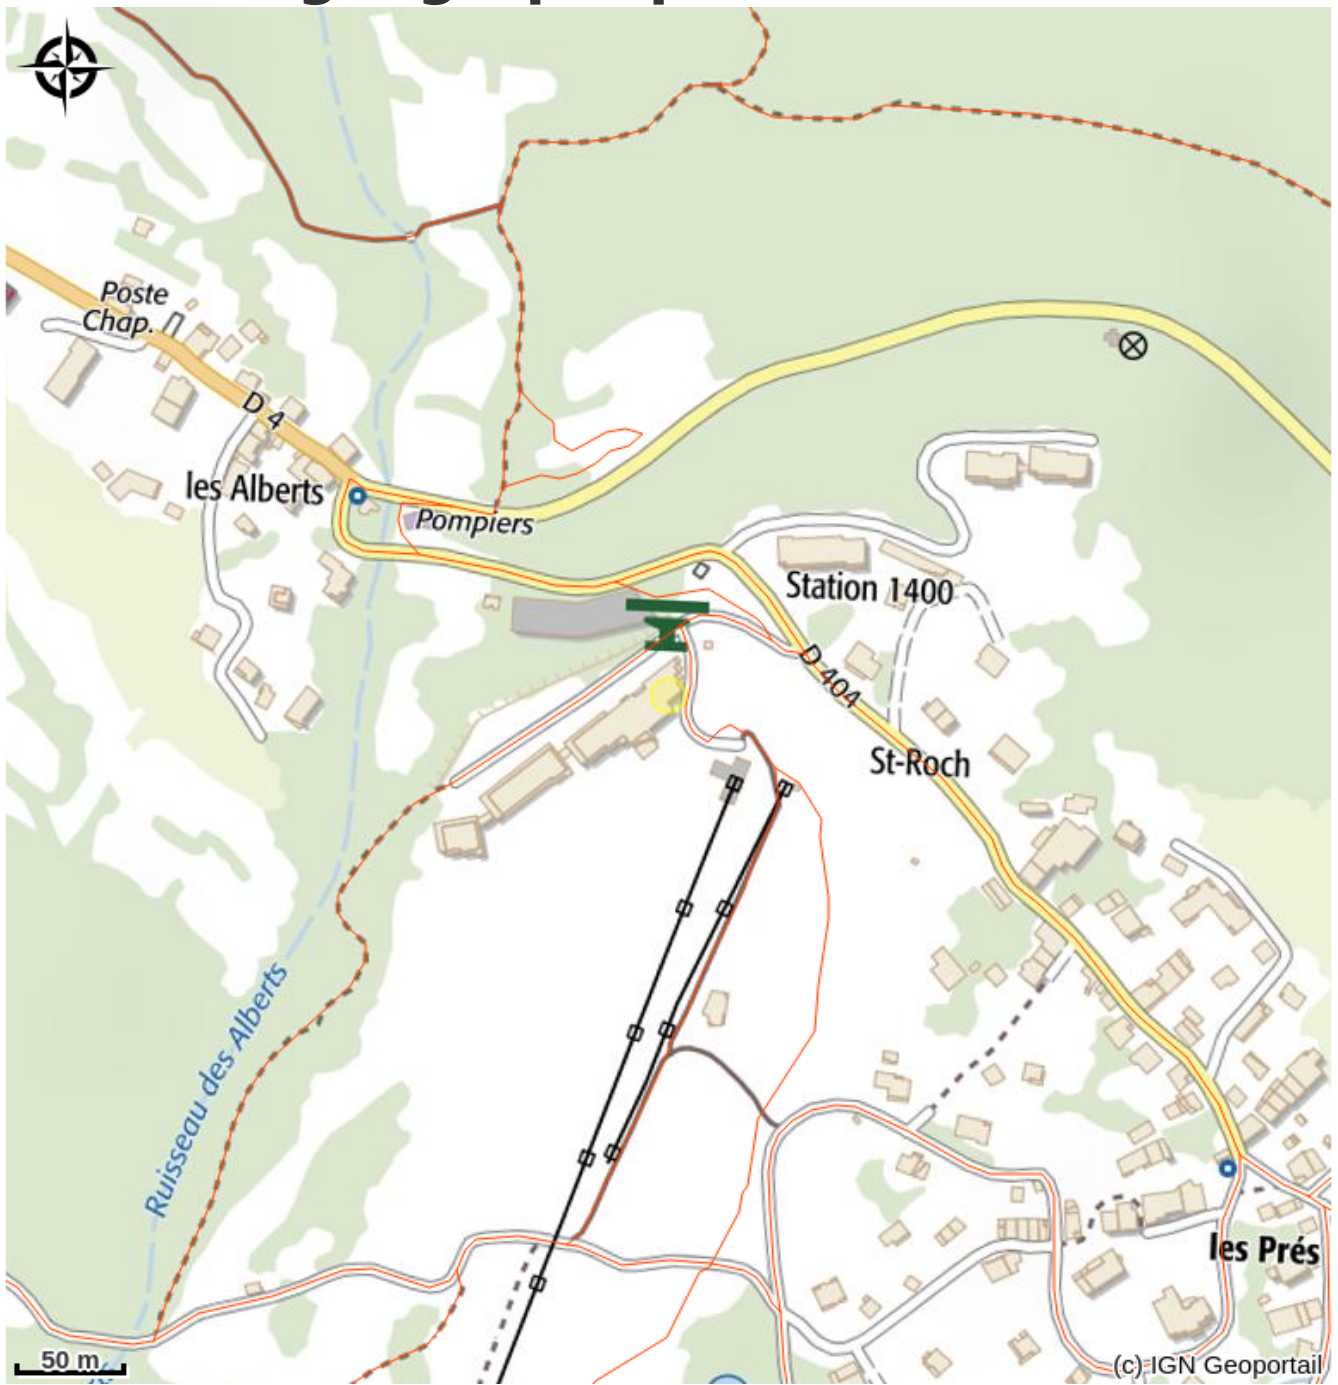 Poste
Chap.
D 4
les Alberts
Pompiers
Station 1400
D 404
St-Roch
Ruisseau des Alberts
les Prés
50 m
(c) IGN Geoportail